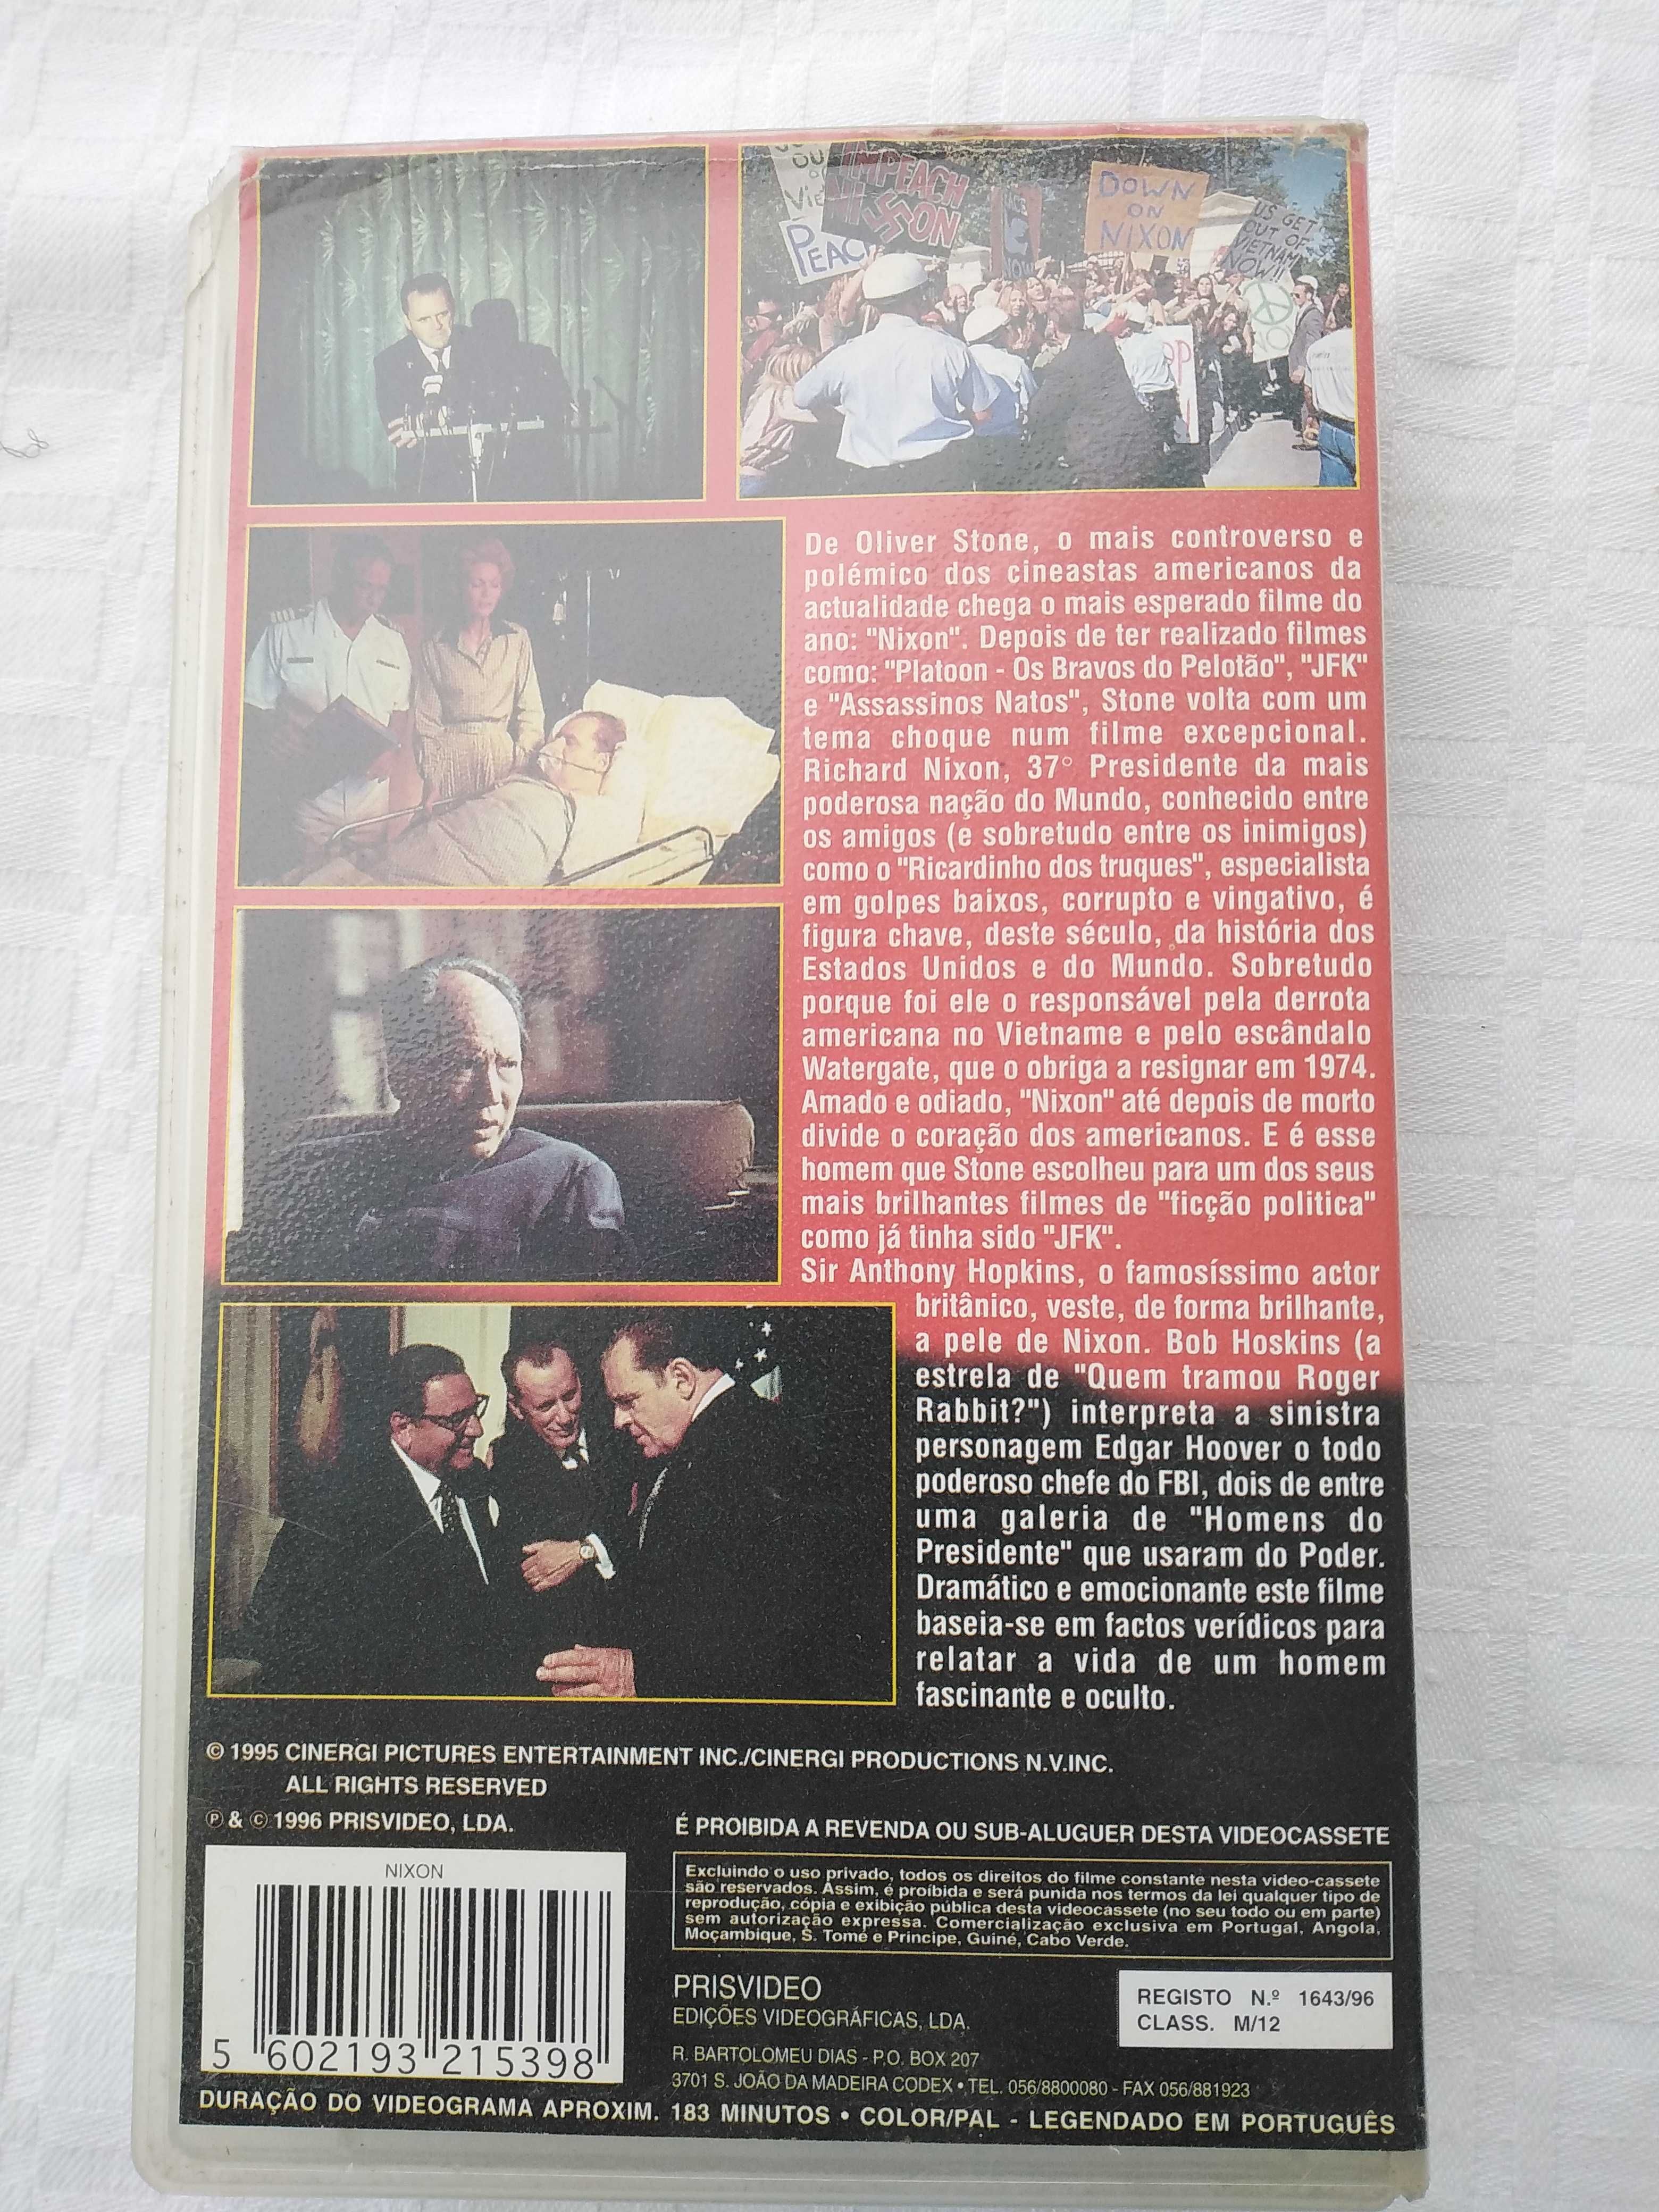 IMPEACH
NIXON
DOWN
ON
NIXON
US GET
OUT OF
VIETNAM
NOW!!
NOW
De Oliver Stone, o mais controverso e
polémico dos cineastas americanos da
actualidade chega o mais esperado filme do
ano: "Nixon". Depois de ter realizado filmes
como: "Platoon - Os Bravos do Pelotão", "JFK"
e "Assassinos Natos", Stone volta com um
tema choque num filme excepcional.
Richard Nixon, 37° Presidente da mais
poderosa nação do Mundo, conhecido entre
os amigos (e sobretudo entre os inimigos)
como o "Ricardinho dos truques", especialista
em golpes baixos, corrupto e vingativo, é
figura chave, deste século, da história dos
Estados Unidos e do Mundo. Sobretudo
porque foi ele o responsável pela derrota
americana no Vietname e pelo escândalo
Watergate, que o obriga a resignar em 1974.
Amado e odiado, "Nixon" até depois de morto
divide o coração dos americanos. E é esse
homem que Stone escolheu para um dos seus
mais brilhantes filmes de "ficção politica"
como já tinha sido "JFK".
Sir Anthony Hopkins, o famosíssimo actor
britânico, veste, de forma brilhante,
a pele de Nixon. Bob Hoskins (a
estrela de "Quem tramou Roger
Rabbit?") interpreta a sinistra
personagem Edgar Hoover o todo
poderoso chefe do FBI, dois de entre
uma galeria de "Homens do
Presidente" que usaram do Poder.
Dramático e emocionante este filme
baseia-se em factos verídicos para
relatar a vida de um homem
fascinante e oculto.
© 1995 CINERGI PICTURES ENTERTAINMENT INC./CINERGI PRODUCTIONS N.V.INC.
ALL RIGHTS RESERVED
℗ & © 1996 PRISVIDEO, LDA.
É PROIBIDA A REVENDA OU SUB-ALUGUER DESTA VIDEOCASSETE
NIXON
Excluindo o uso privado, todos os direitos do filme constante nesta video-cassete
são reservados. Assim, é proíbida e será punida nos termos da lei qualquer tipo de
reprodução, cópia e exibição pública desta videocassete (no seu todo ou em parte)
sem autorização expressa. Comercialização exclusiva em Portugal, Angola,
Moçambique, S. Tomé e Principe, Guiné, Cabo Verde.
PRISVIDEO
EDIÇÕES VIDEOGRÁFICAS, LDA.
REGISTO N.º 1643/96
CLASS. M/12
R. BARTOLOMEU DIAS - P.O. BOX 207
3701 S. JOÃO DA MADEIRA CODEX • TEL. 056/8800080 - FAX 056/881923
5 602193 215398
DURAÇÃO DO VIDEOGRAMA APROXIM. 183 MINUTOS • COLOR/PAL - LEGENDADO EM PORTUGUÊS